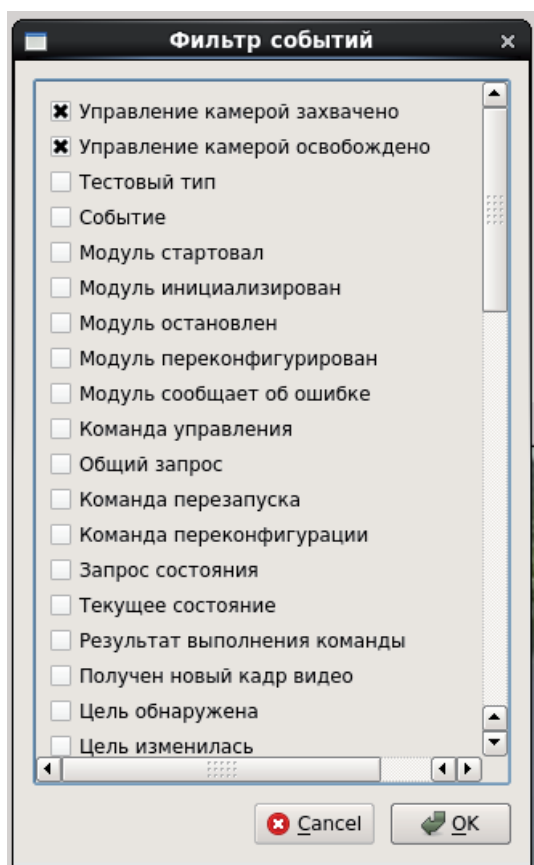 Фильтр событий
Управление камерой захвачено
Управление камерой освобождено
Тестовый тип
Событие
Модуль стартовал
Модуль инициализирован
Модуль остановлен
Модуль переконфигурирован
Модуль сообщает об ошибке
Команда управления
Общий запрос
Команда перезапуска
Команда переконфигурации
Запрос состояния
Текущее состояние
Результат выполнения команды
Получен новый кадр видео
Цель обнаружена
Цель изменилась
Cancel OK